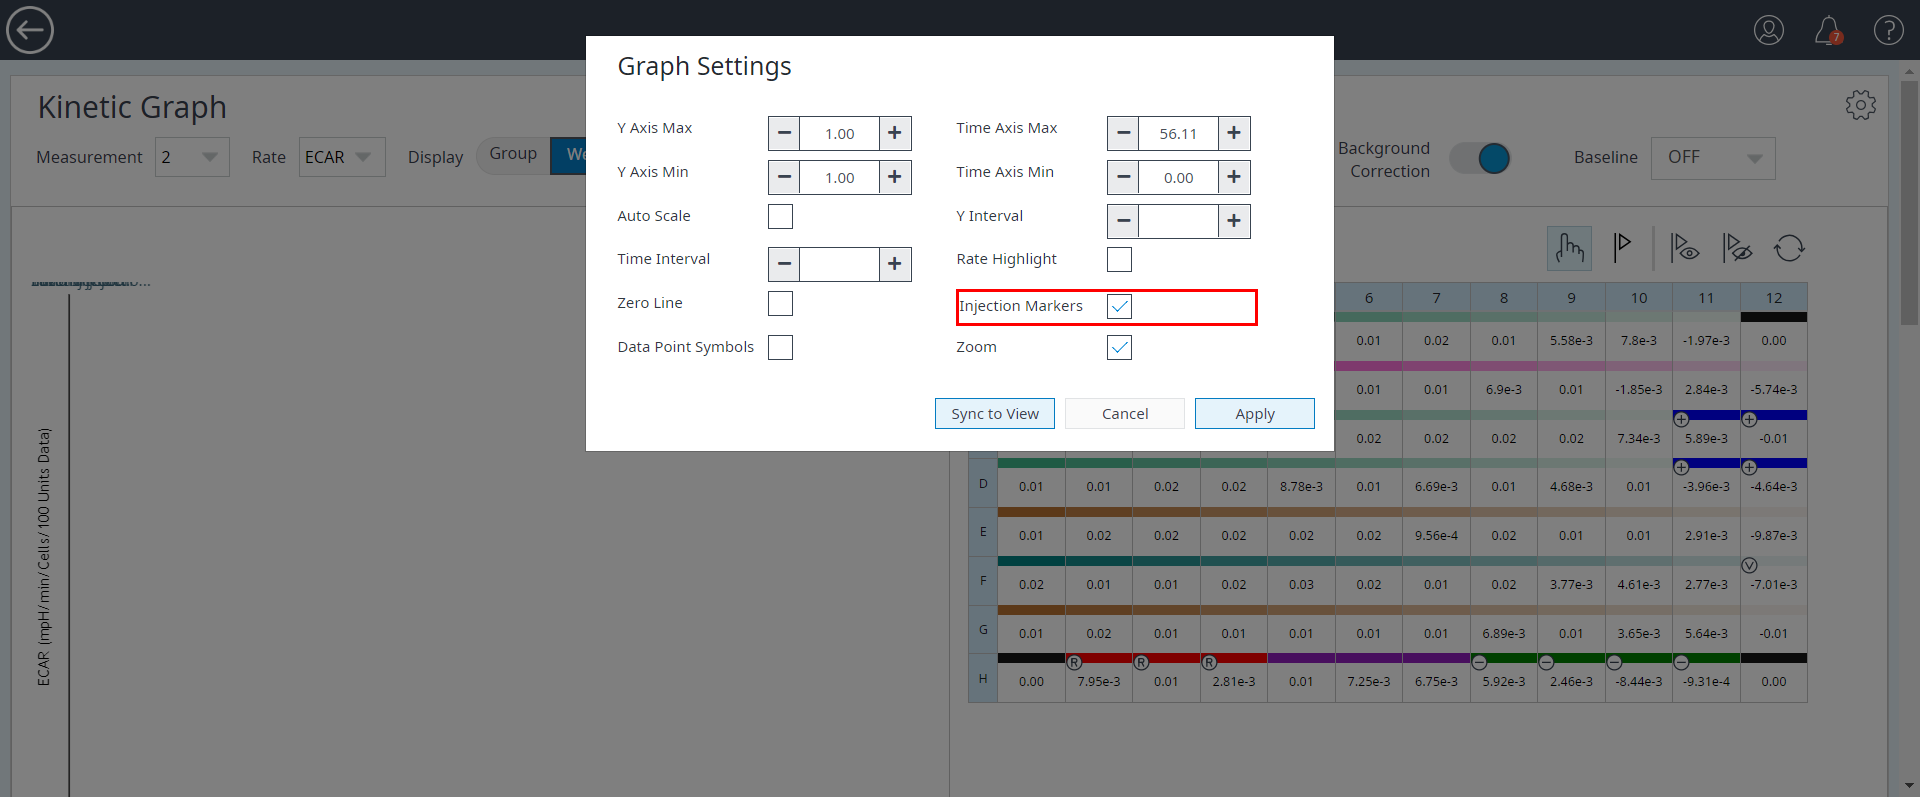 7
Graph Settings
Y Axis Max 1.00 Time Axis Max 56.11
Y Axis Min 1.00 Time Axis Min 0.00
Auto Scale Y Interval
Time Interval Rate Highlight
Zero Line Injection Markers
Data Point Symbols Zoom
Sync to View Cancel Apply
Kinetic Graph
Measurement 2 Rate ECAR Display Group We
Background Correction Baseline OFF
ECAR (mpH/min/Cells/100 Units Data)
6 7 8 9 10 11 12
0.01 0.02 0.01 5.58e-3 7.8e-3 -1.97e-3 0.00
0.01 0.01 6.9e-3 0.01 -1.85e-3 2.84e-3 -5.74e-3
0.02 0.02 0.02 0.02 7.34e-3 5.89e-3 -0.01
D 0.01 0.01 0.02 0.02 8.78e-3 0.01 6.69e-3 0.01 4.68e-3 0.01 -3.96e-3 -4.64e-3
E 0.01 0.02 0.02 0.02 0.02 0.02 9.56e-4 0.02 0.01 0.01 2.91e-3 -9.87e-3
V
F 0.02 0.01 0.01 0.02 0.03 0.02 0.01 0.02 3.77e-3 4.61e-3 2.77e-3 -7.01e-3
G 0.01 0.02 0.01 0.01 0.01 0.01 0.01 6.89e-3 0.01 3.65e-3 5.64e-3 -0.01
R R R
H 0.00 7.95e-3 0.01 2.81e-3 0.01 7.25e-3 6.75e-3 5.92e-3 2.46e-3 -8.44e-3 -9.31e-4 0.00